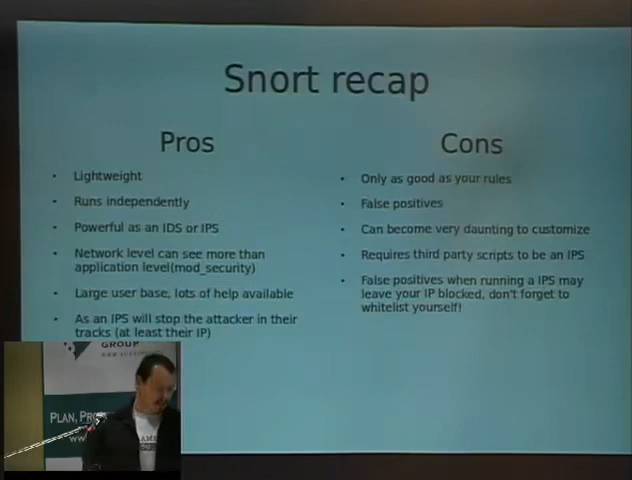 Snort recap
Pros
• Lightweight
• Runs independently
• Powerful as an IDS or IPS
• Network level can see more than
application level(mod_security)
• Large user base, lots of help available
• As an IPS will stop the attacker in their
tracks (at least their IP)
Cons
• Only as good as your rules
• False positives
• Can become very daunting to customize
• Requires third party scripts to be an IPS
• False positives when running a IPS may
leave your IP blocked, don't forget to
whitelist yourself!
GROUP
PLAN,